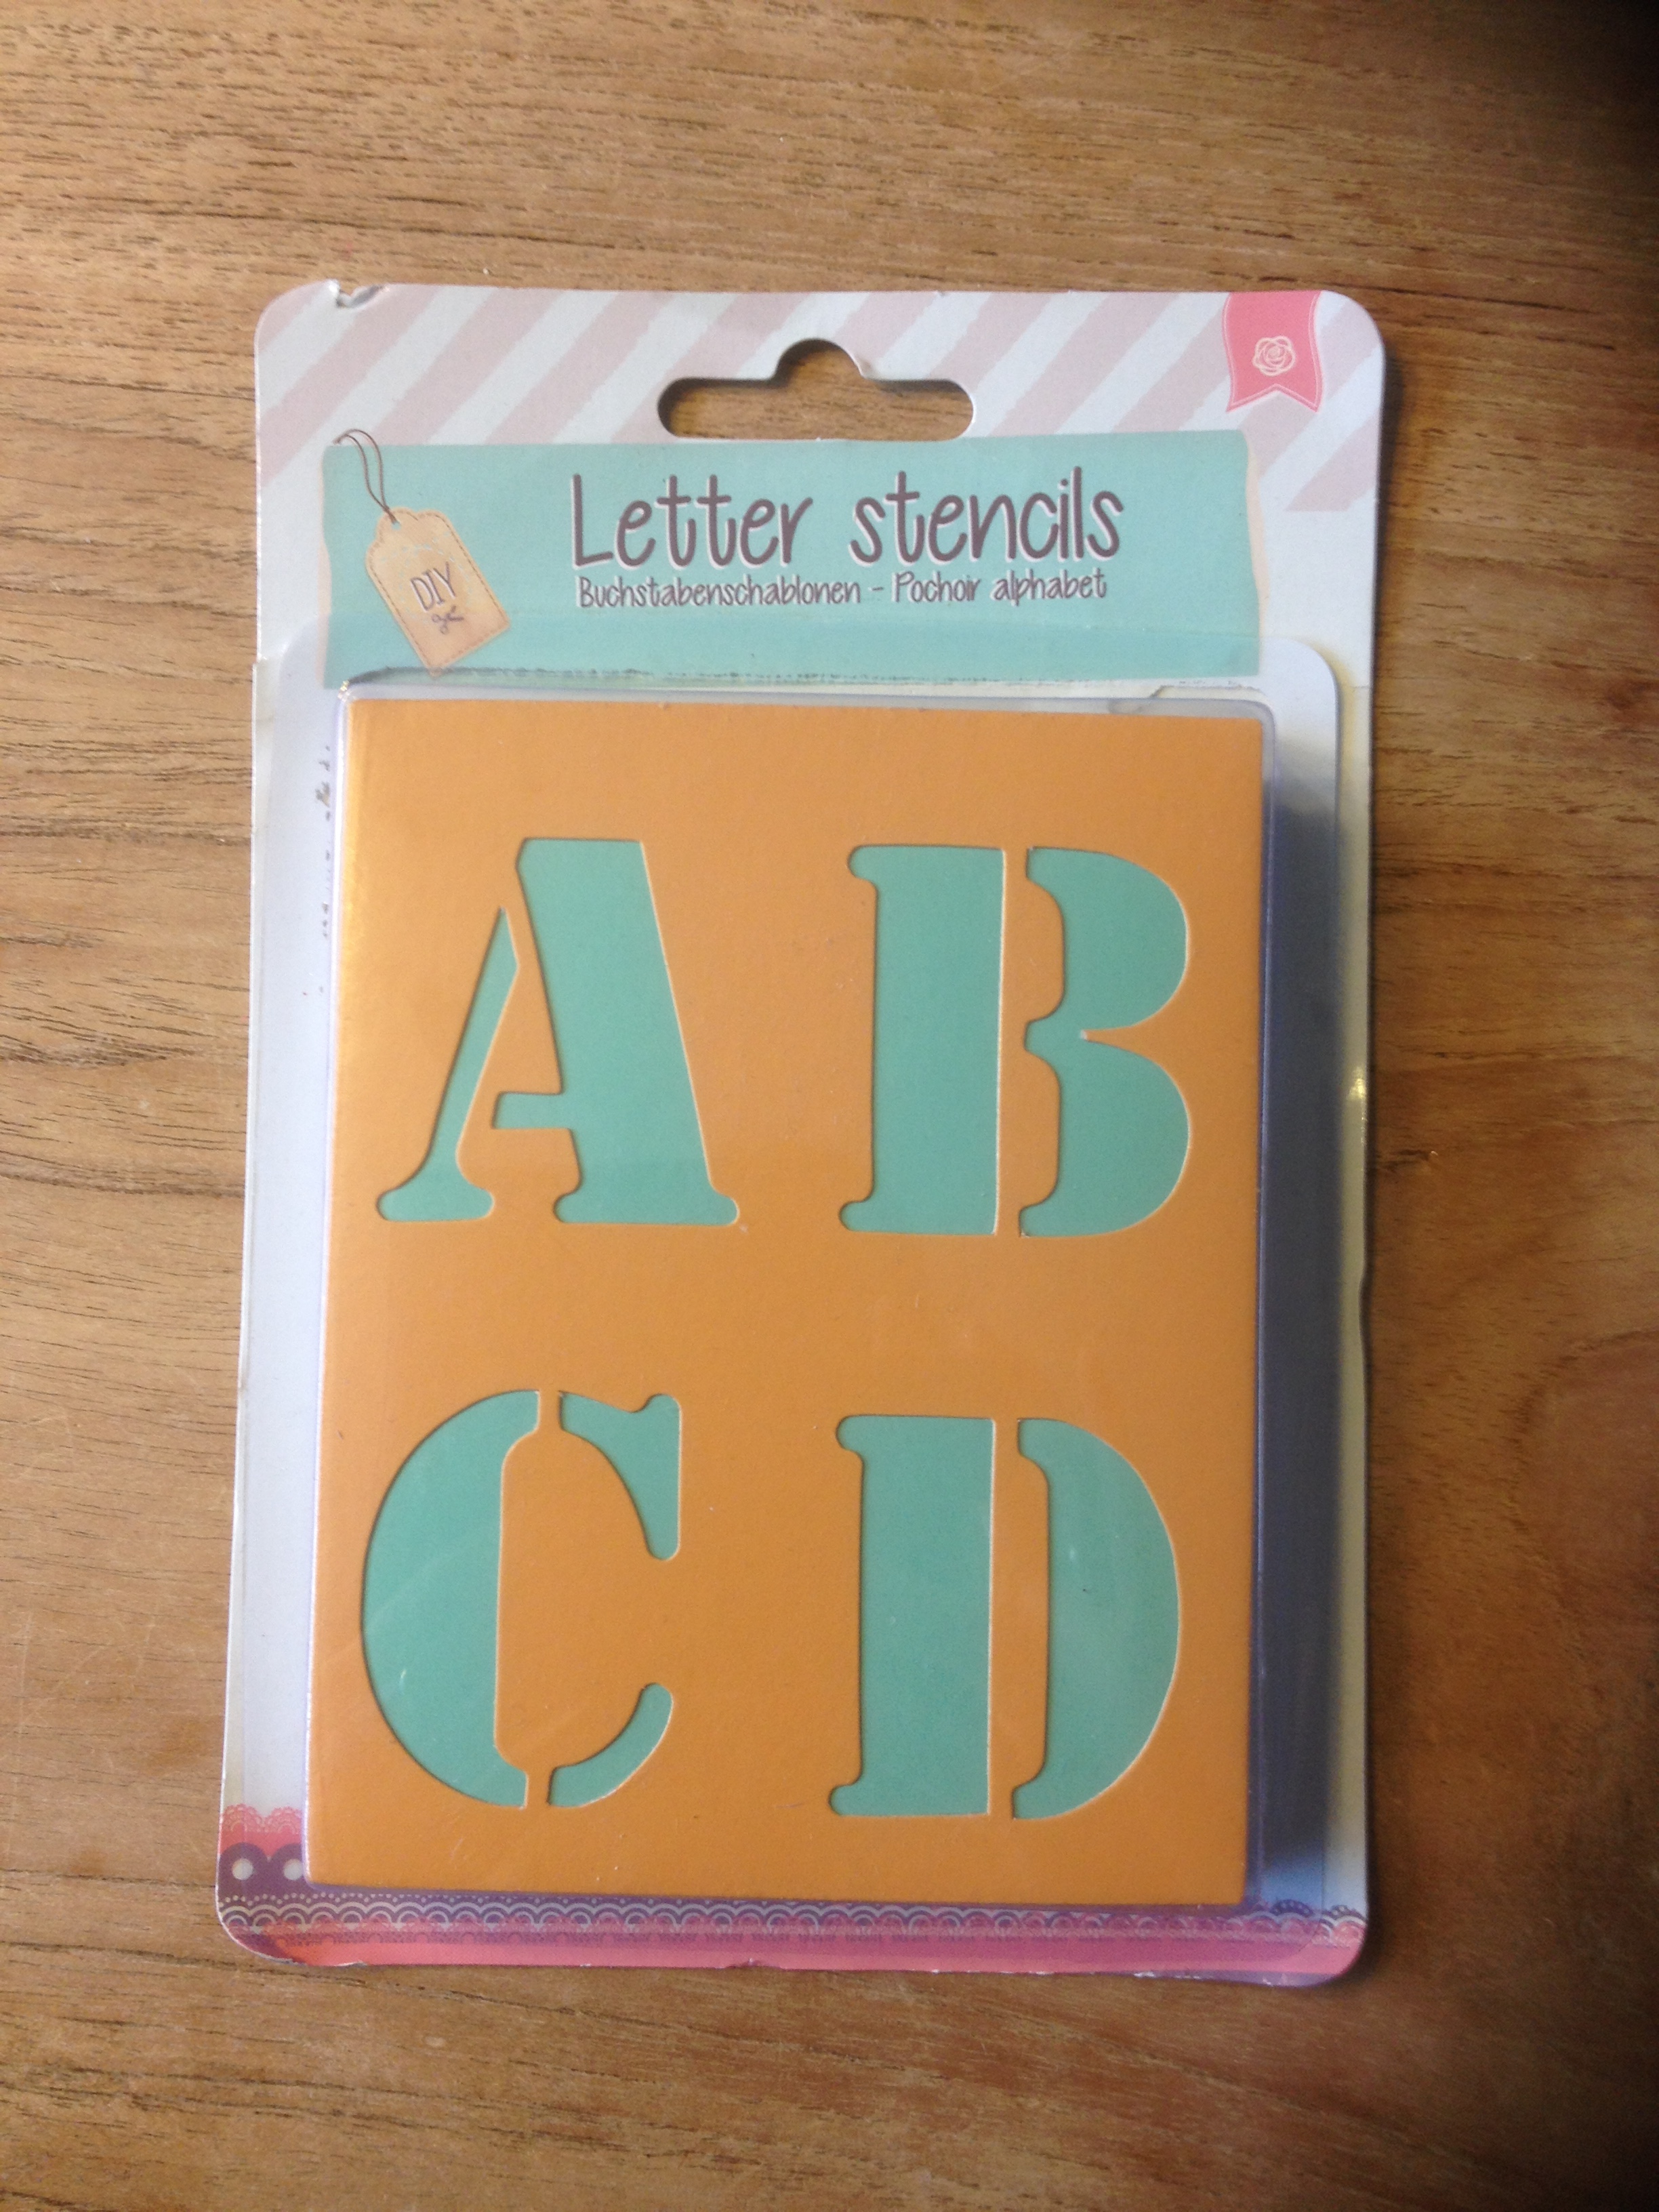 Letter stencils
Buchstabenschablonen - Pochoir alphabet
DIY
A B
C D